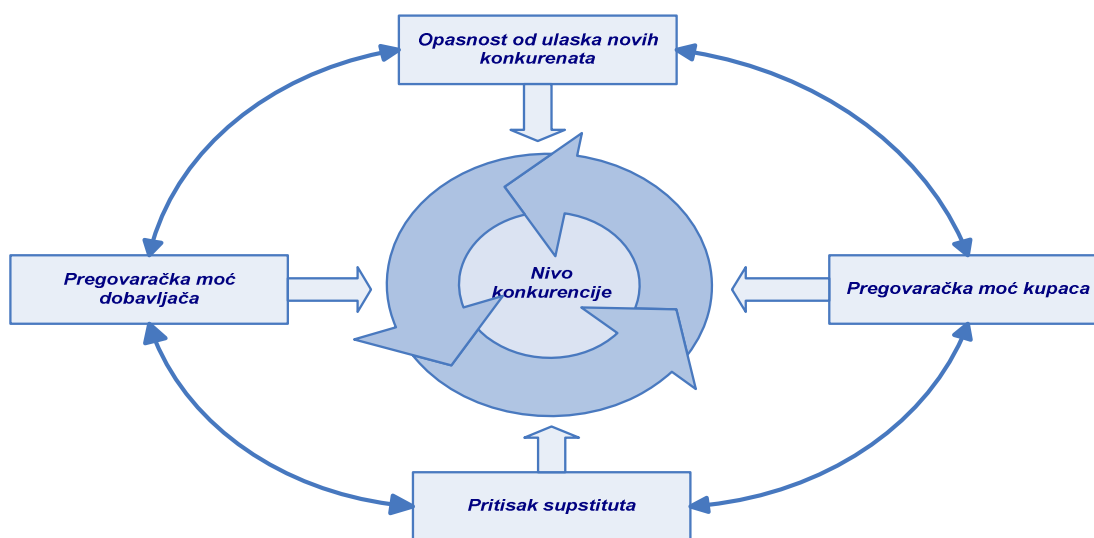 Opasnost od ulaska novih
konkurenata
Pregovaračka moć
dobavljača
Nivo
konkurencije
Pregovaračka moć kupaca
Pritisak supstituta